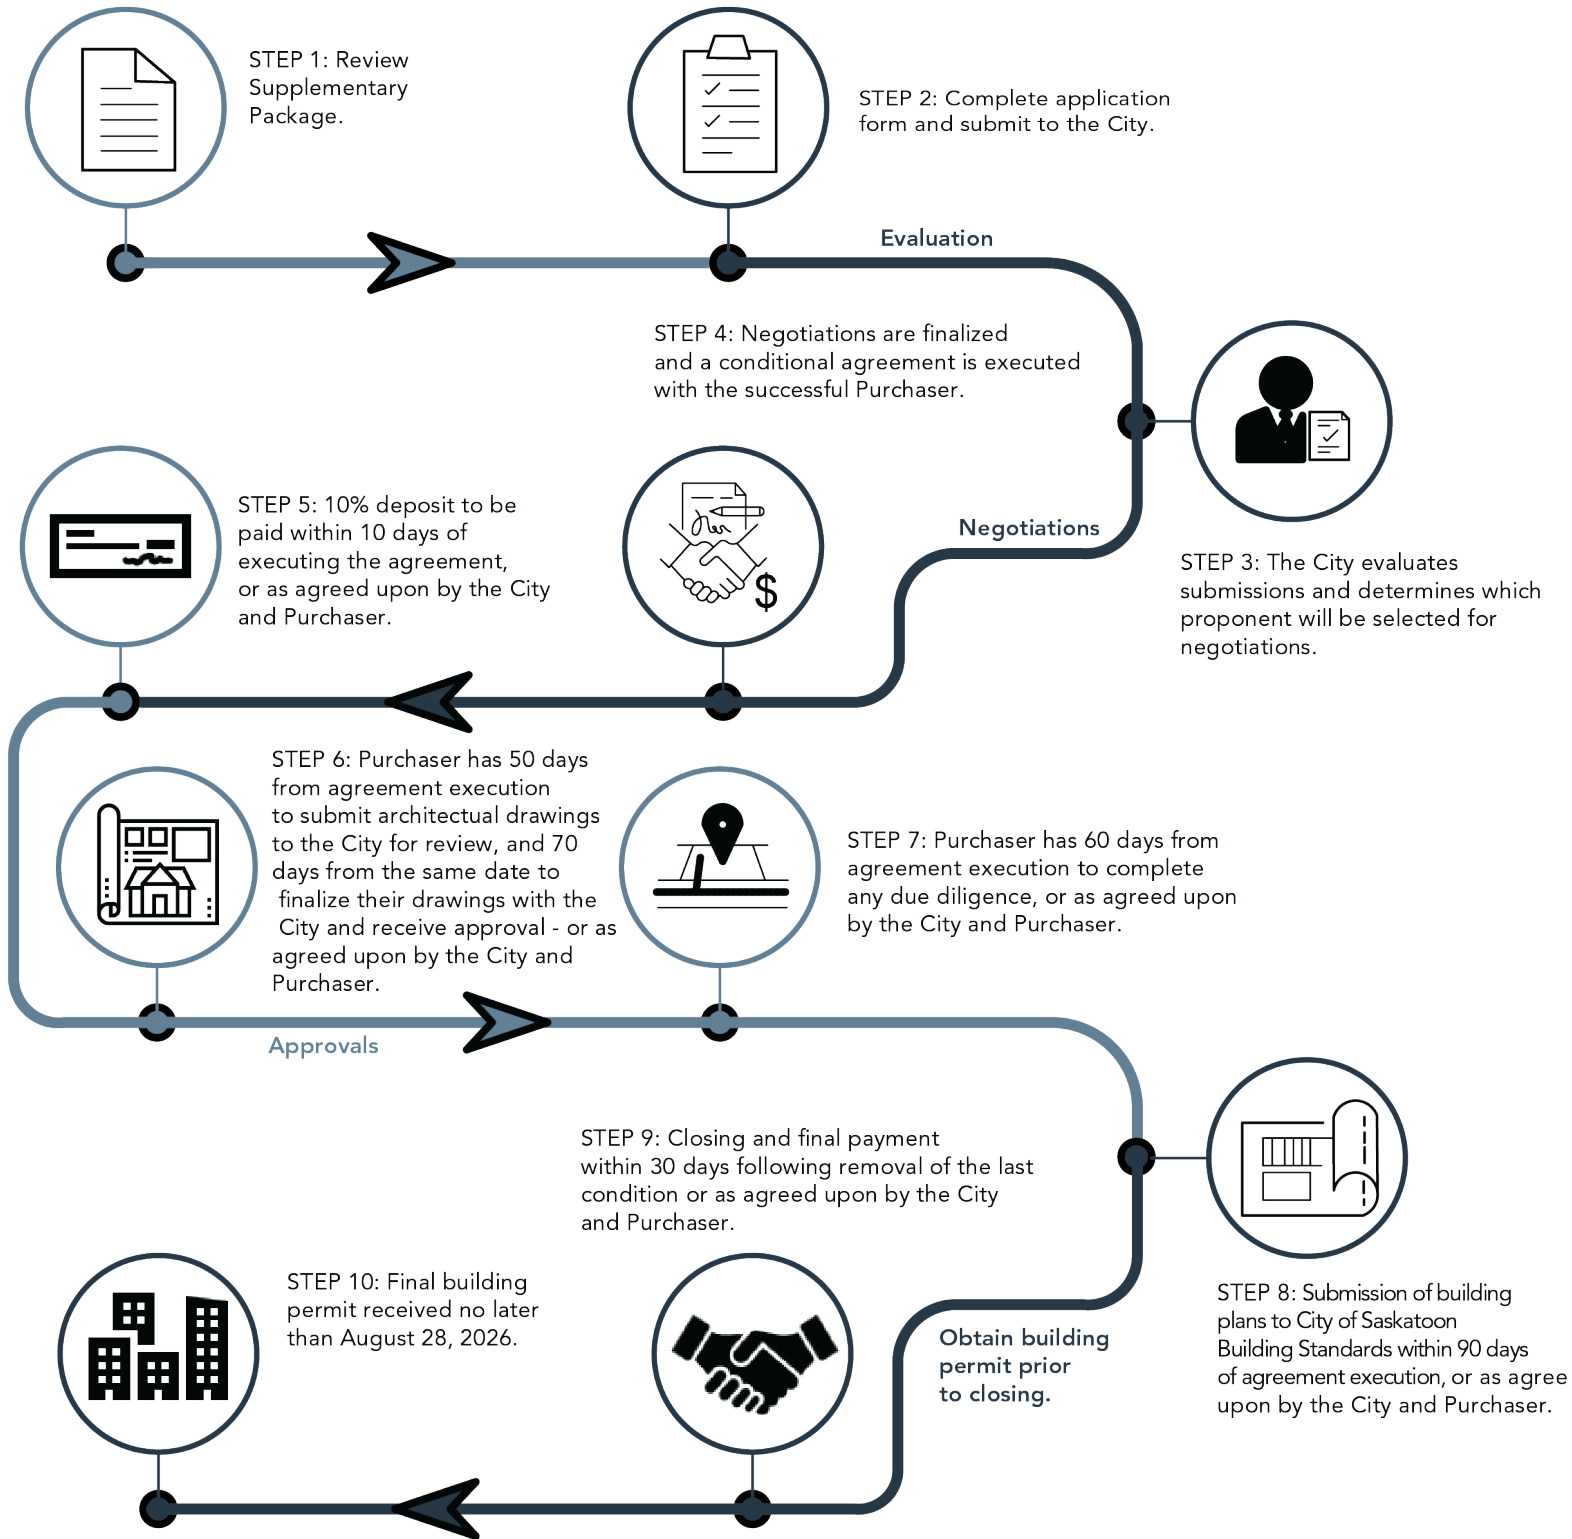 STEP 1: Review
Supplementary
Package.
STEP 2: Complete application
form and submit to the City.
Evaluation
STEP 3: The City evaluates
submissions and determines which
proponent will be selected for
negotiations.
Negotiations
STEP 4: Negotiations are finalized
and a conditional agreement is executed
with the successful Purchaser.
$
STEP 5: 10% deposit to be
paid within 10 days of
executing the agreement,
or as agreed upon by the City
and Purchaser.
STEP 6: Purchaser has 50 days
from agreement execution
to submit architectual drawings
to the City for review, and 70
days from the same date to
finalize their drawings with the
City and receive approval - or as
agreed upon by the City and
Purchaser.
Approvals
STEP 7: Purchaser has 60 days from
agreement execution to complete
any due diligence, or as agreed upon
by the City and Purchaser.
STEP 8: Submission of building
plans to City of Saskatoon
Building Standards within 90 days
of agreement execution, or as agree
upon by the City and Purchaser.
Obtain building
permit prior
to closing.
STEP 9: Closing and final payment
within 30 days following removal of the last
condition or as agreed upon by the City
and Purchaser.
STEP 10: Final building
permit received no later
than August 28, 2026.